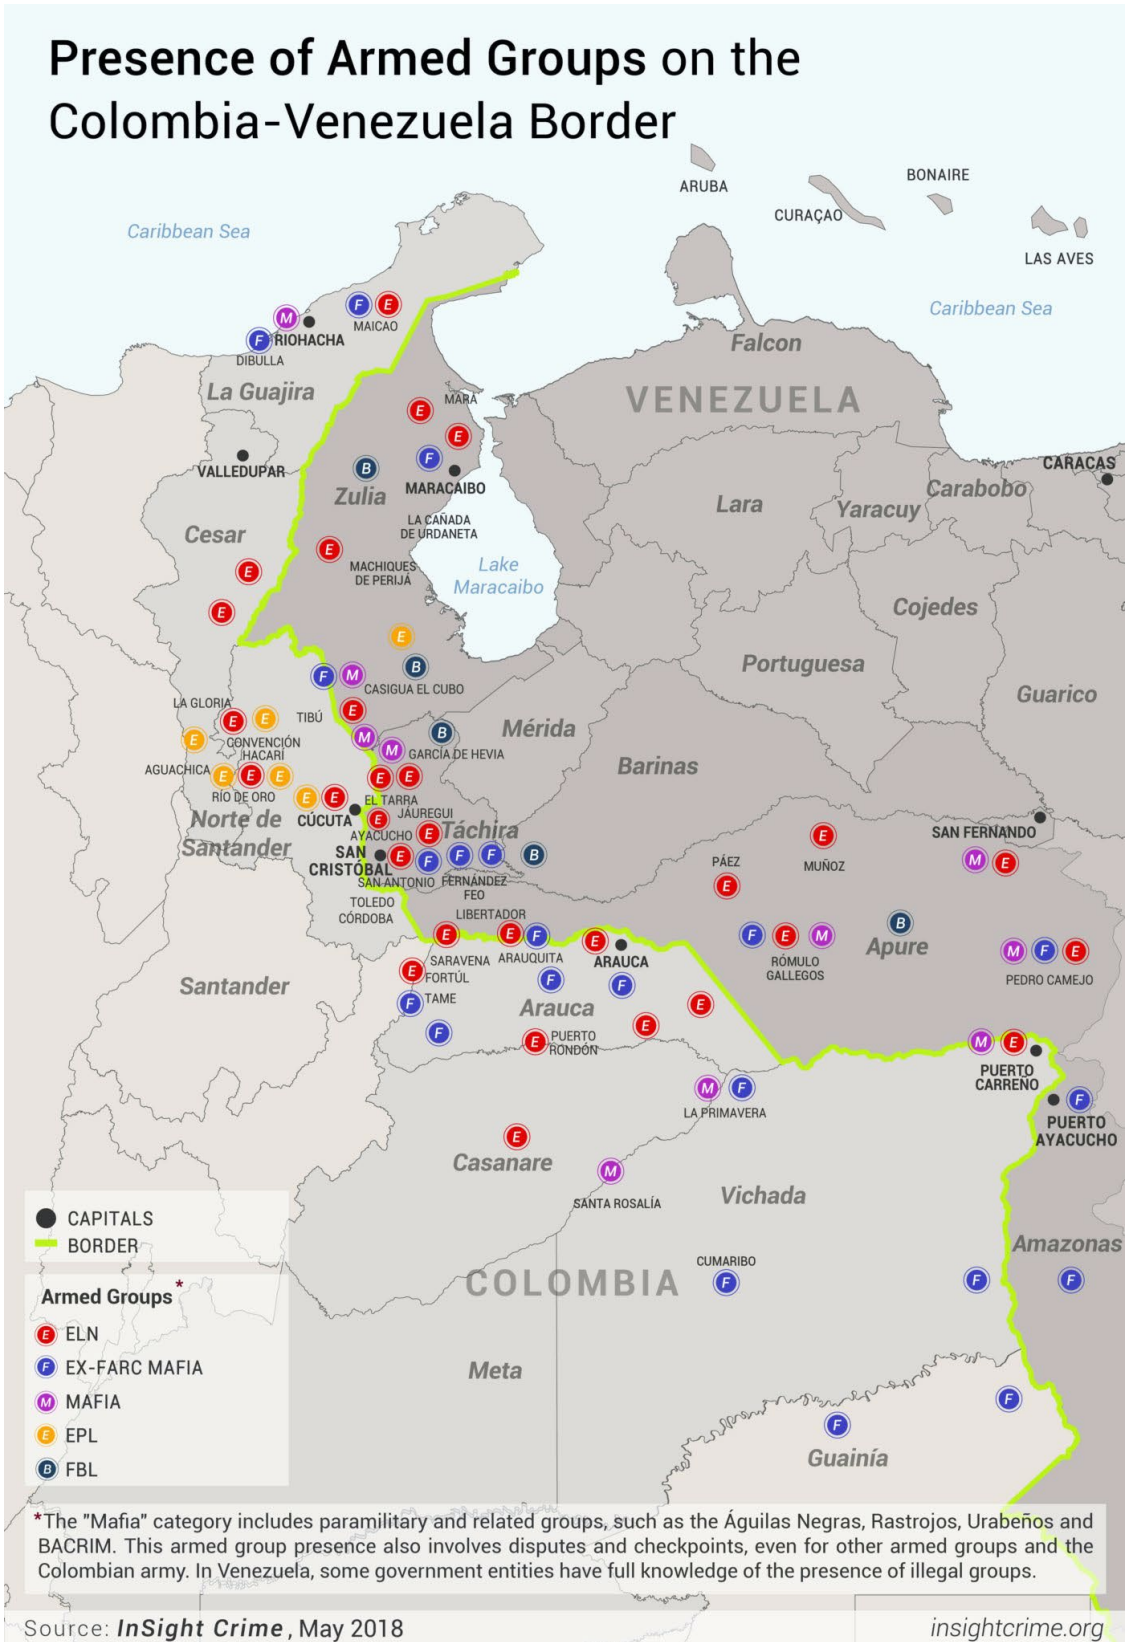 Presence of Armed Groups on the
Colombia-Venezuela Border
ARUBA
BONAIRE
CURAÇAO
LAS AVES
Caribbean Sea
Caribbean Sea
M
F
E
MAICAO
RIOHACHA
F
DIBULLA
Falcon
La Guajira
VENEZUELA
MARA
E
E
F
B
VALLEDUPAR
MARACAIBO
Zulia
CARACAS
Carabobo
Lara
Yaracuy
LA CAÑADA
DE URDANETA
Cesar
E
MACHIQUES
DE PERIJÁ
Lake
Maracaibo
E
E
Cojedes
E
B
Portuguesa
F
M
CASIGUA EL CUBO
Guarico
LA GLORIA
E
E
TIBÚ
E
Mérida
E
CONVENCIÓN
HACARÍ
M
M
B
GARCÍA DE HEVIA
Barinas
AGUACHICA
E
E
E
RÍO DE ORO
E
E
E
E
EL TARRA
JÁUREGUI
CÚCUTA
Norte de
Santander
E
AYACUCHO
E
Táchira
SAN
CRISTÓBAL
E
F
F
F
B
SAN ANTONIO
FERNÁNDEZ
FEO
SAN FERNANDO
M
E
E
MUÑOZ
PÁEZ
E
TOLEDO
CÓRDOBA
LIBERTADOR
E
E
F
E
SARAVENA
ARAUQUITA
ARAUCA
F
E
M
RÓMULO
GALLEGOS
B
Apure
M
F
E
PEDRO CAMEJO
E
FORTÚL
F
TAME
F
F
F
Santander
Arauca
E
E
E
PUERTO
RONDÓN
M
E
PUERTO
CARREÑO
M
F
LA PRIMAVERA
F
PUERTO
AYACUCHO
E
Casanare
M
SANTA ROSALÍA
Vichada
CUMARIBO
F
COLOMBIA
Amazonas
F
F
Meta
F
F
Guainía
CAPITALS
BORDER
Armed Groups*
E ELN
F EX-FARC MAFIA
M MAFIA
E EPL
B FBL
*The "Mafia" category includes paramilitary and related groups, such as the Águilas Negras, Rastrojos, Urabeños and
BACRIM. This armed group presence also involves disputes and checkpoints, even for other armed groups and the
Colombian army. In Venezuela, some government entities have full knowledge of the presence of illegal groups.
Source: InSight Crime, May 2018
insightcrime.org